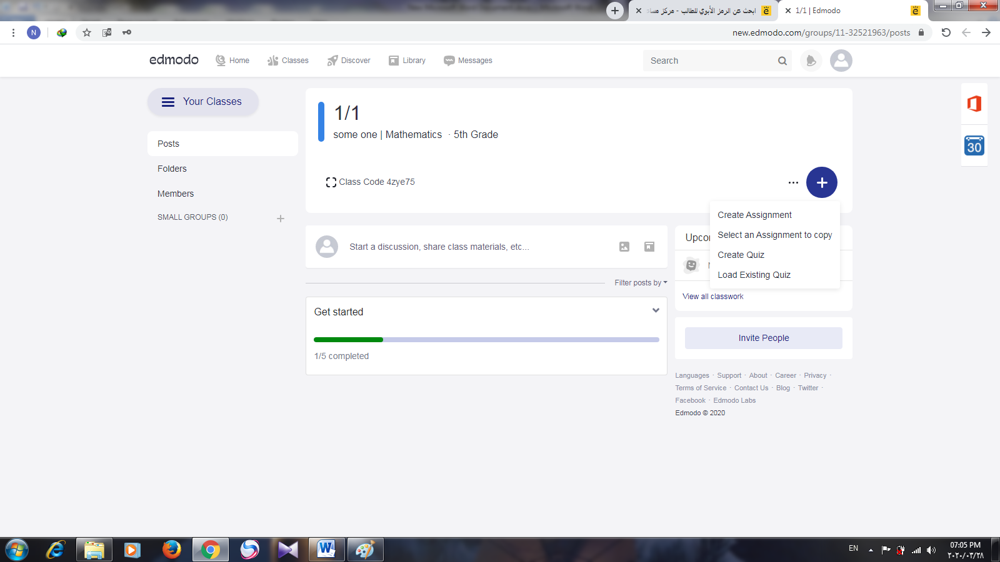 ابحث عن الرمز الأبوي للطالب - مركز مساعد
1/1 | Edmodo
N
new.edmodo.com/groups/11-32521963/posts
edmodo
Home
Classes
Discover
Library
Messages
Search
Your Classes
Posts
Folders
Members
SMALL GROUPS (0)
1/1
some one | Mathematics · 5th Grade
Class Code 4zye75
Create Assignment
Select an Assignment to copy
Create Quiz
Load Existing Quiz
Start a discussion, share class materials, etc...
Filter posts by
Get started
1/5 completed
View all classwork
Invite People
Languages · Support · About · Career · Privacy ·
Terms of Service · Contact Us · Blog · Twitter ·
Facebook · Edmodo Labs
Edmodo © 2020
30
EN
07:05 PM
٢٠٢٠/٠٣/٢٨